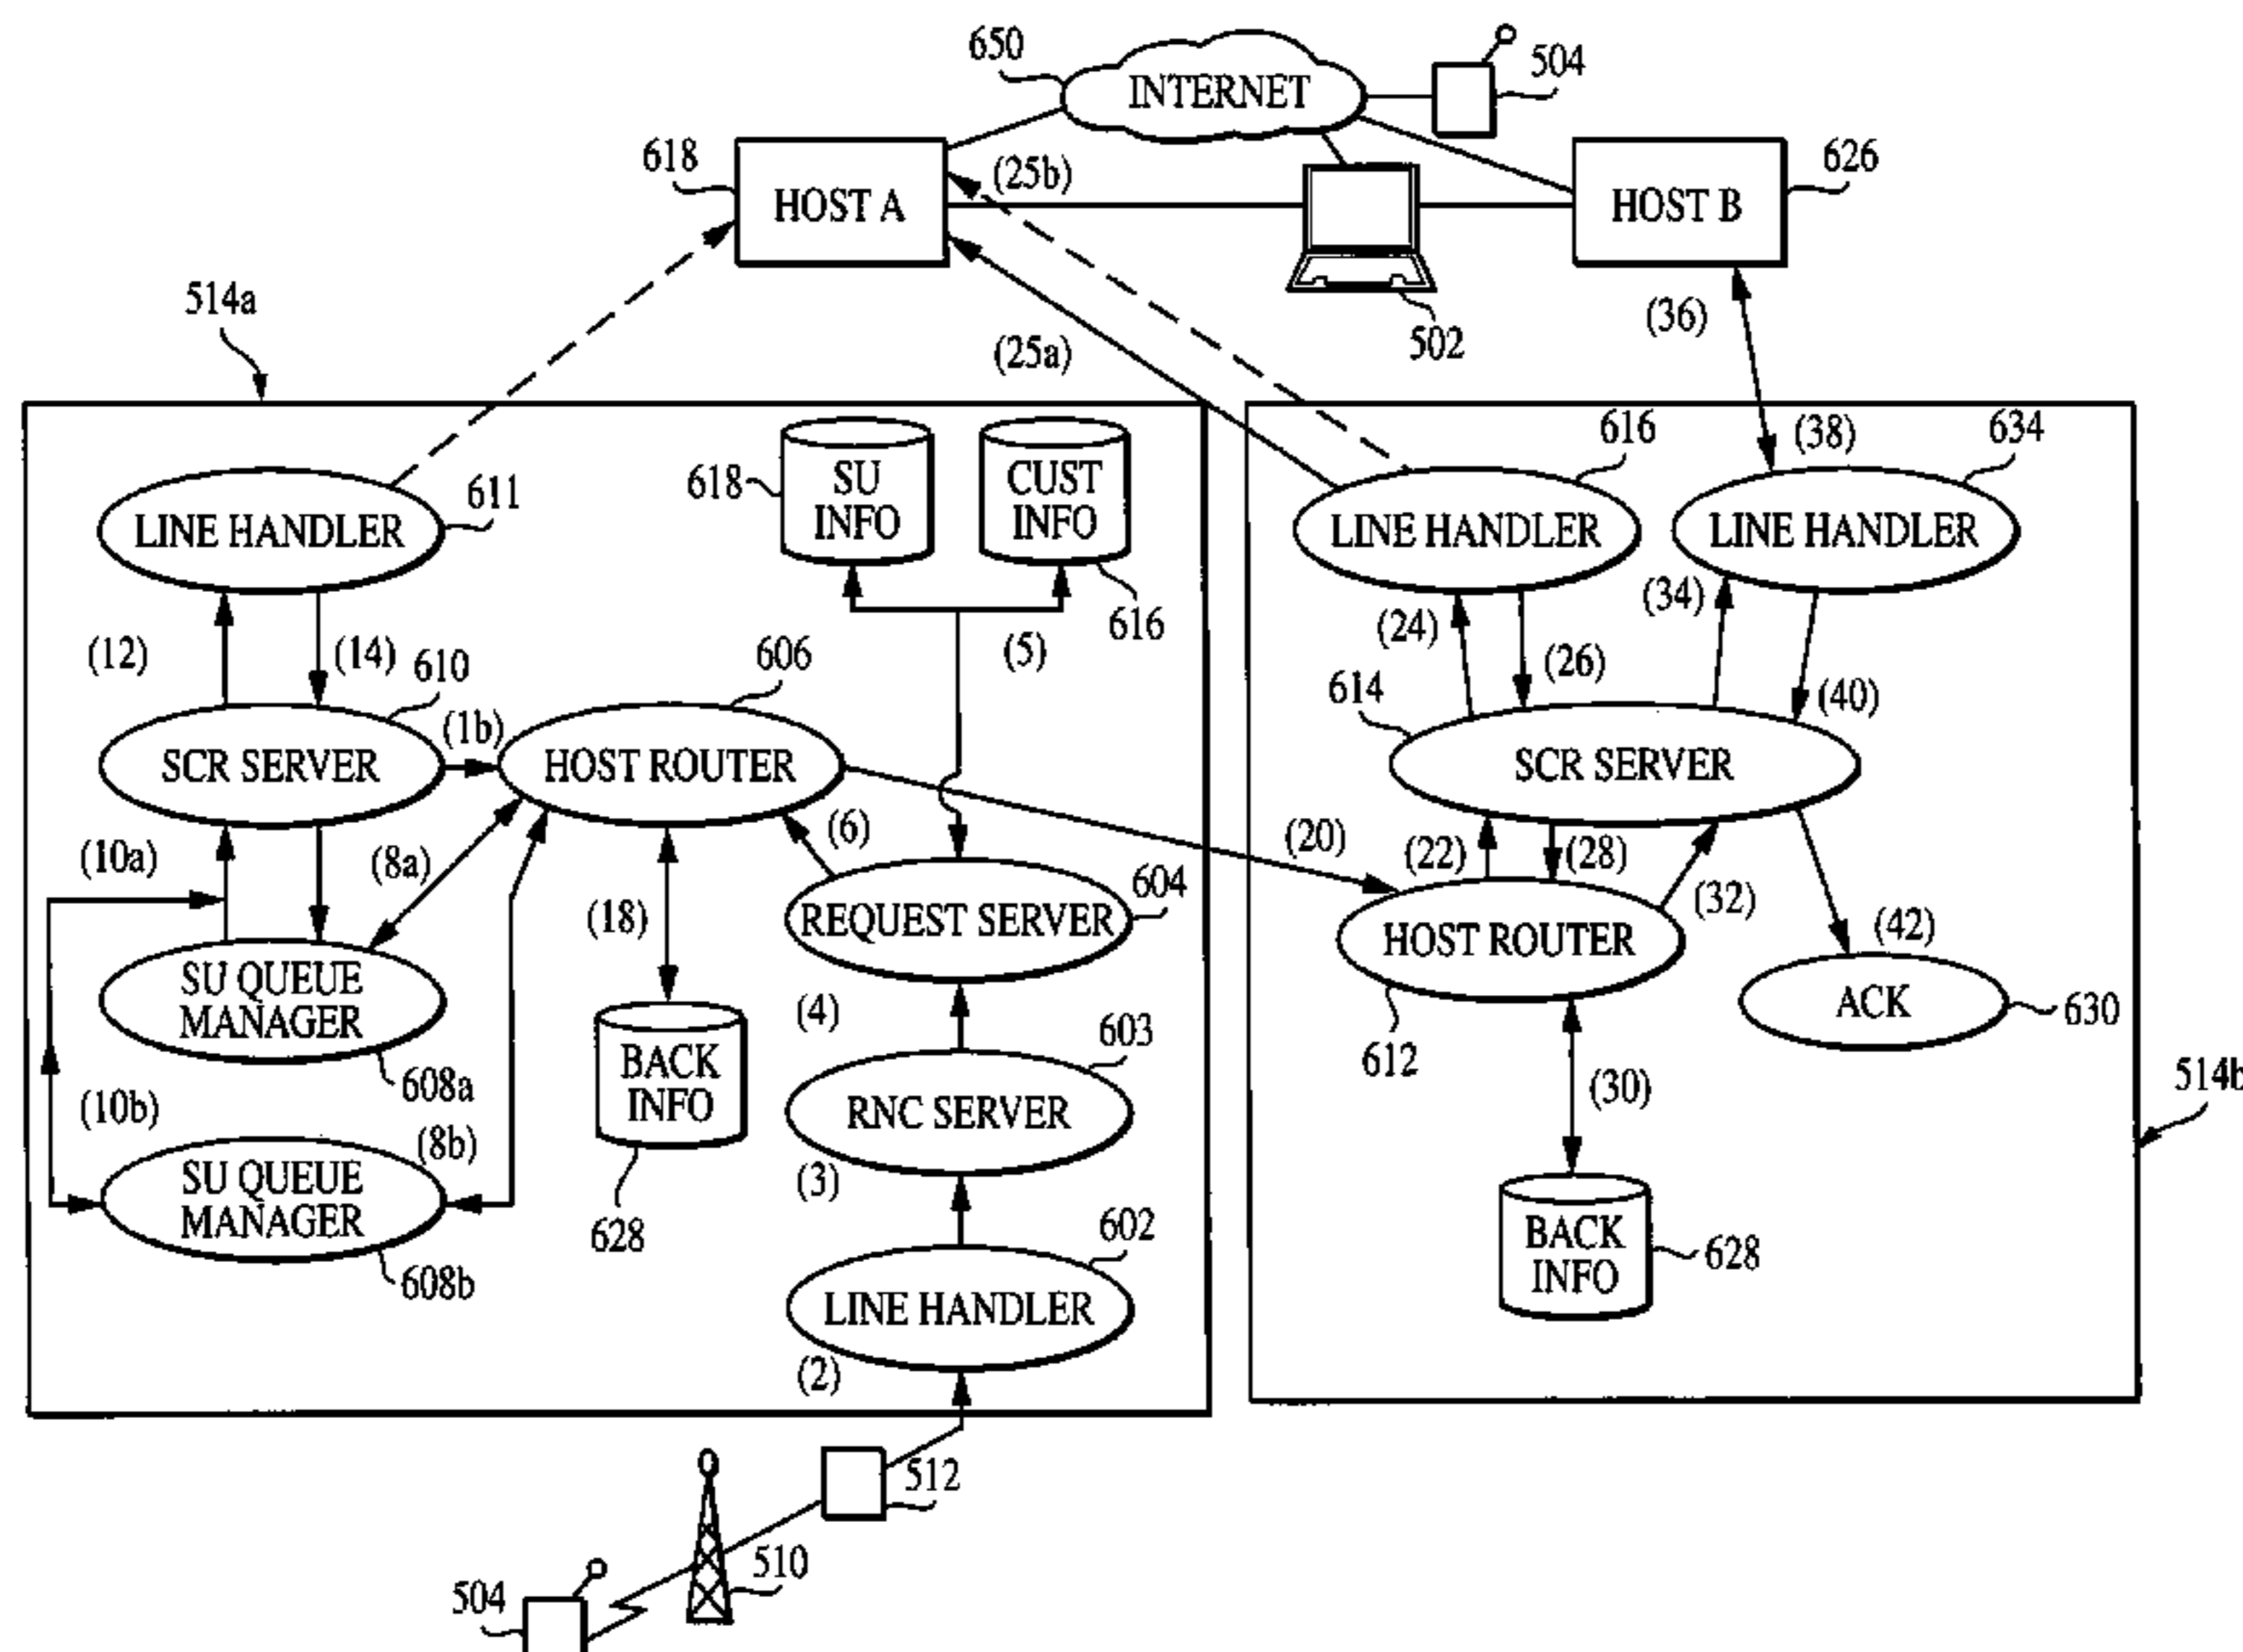 650
INTERNET
504
618
HOST A
(25b)
626
HOST B
514a
(25a)
502
(36)
LINE HANDLER
611
618
SU
INFO
CUST
INFO
616
(5)
616
LINE HANDLER
(38)
634
LINE HANDLER
(12)
(14)
610
SCR SERVER
(1b)
606
HOST ROUTER
(24)
(26)
(34)
(40)
614
SCR SERVER
(10a)
(8a)
(18)
(6)
604
REQUEST SERVER
(20)
(22)
(28)
(32)
HOST ROUTER
612
(42)
ACK
630
SU QUEUE
MANAGER
608a
(10b)
(8b)
SU QUEUE
MANAGER
608b
BACK
INFO
628
(4)
603
RNC SERVER
(3)
602
LINE HANDLER
(2)
(30)
BACK
INFO
628
514b
512
510
504